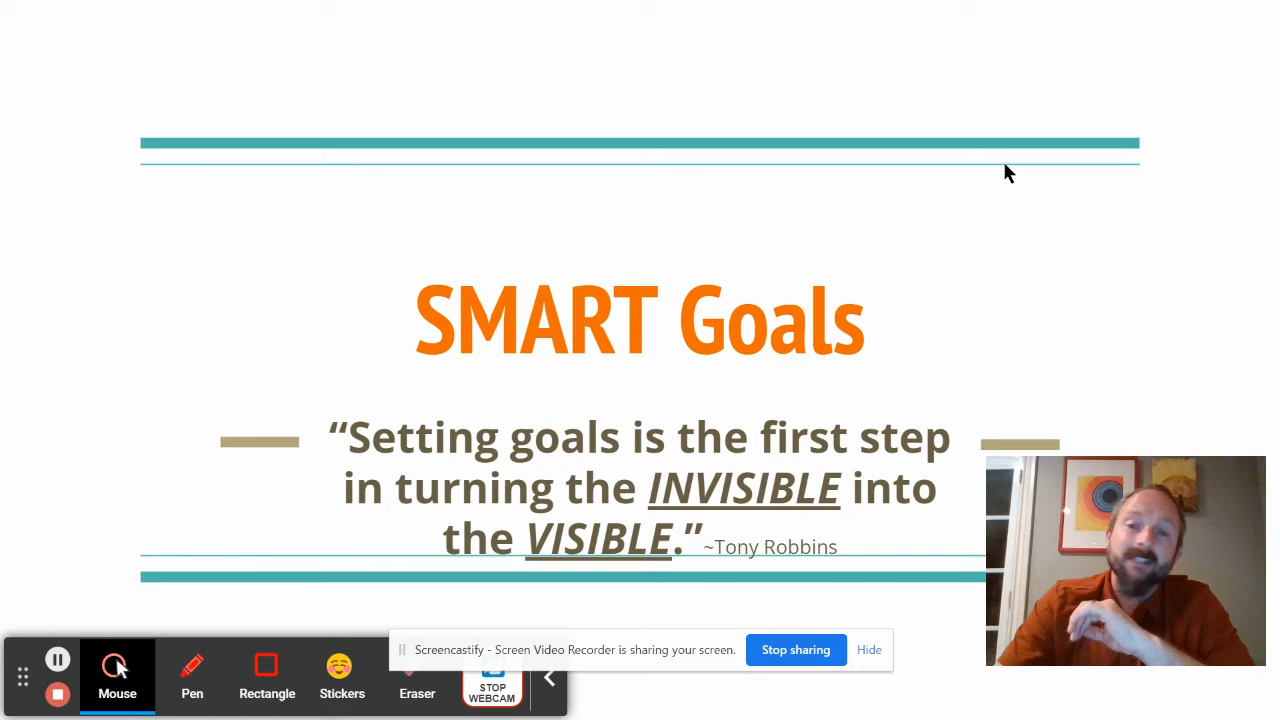 SMART Goals
“Setting goals is the first step
in turning the INVISIBLE into
the VISIBLE.” ~Tony Robbins
Screencastify - Screen Video Recorder is sharing your screen.
Stop sharing
Hide
Mouse
Pen
Rectangle
Stickers
Eraser
STOP
WEBCAM